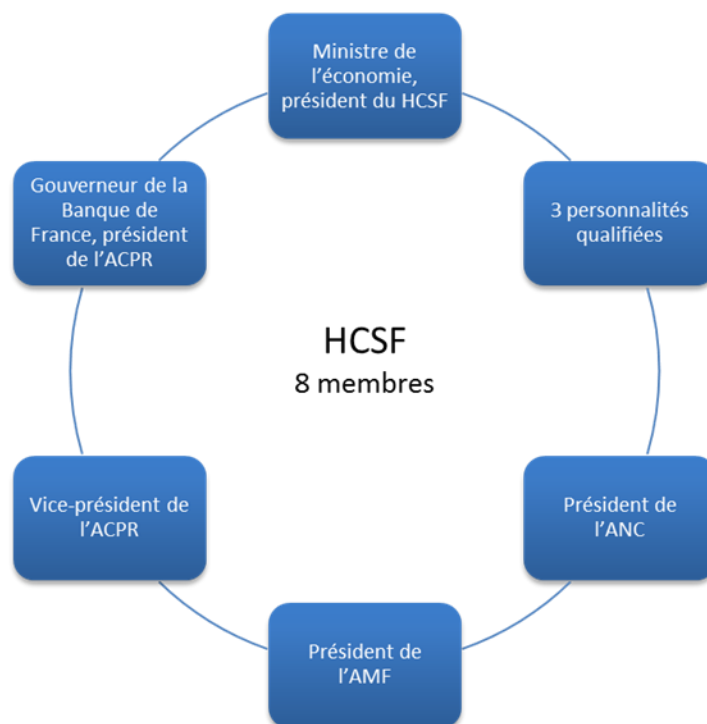 Ministre de
l’économie,
président du HCSF
Gouverneur de la
Banque de
France, président
de l’ACPR
3 personnalités
qualifiées
HCSF
8 membres
Vice-président de
l’ACPR
Président de
l’ANC
Président de
l’AMF